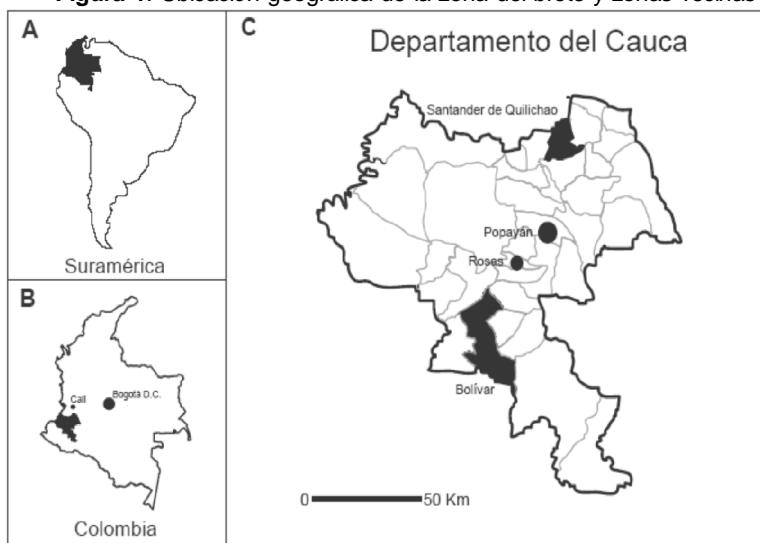 Figura 1. Ubicación geográfica de la zona del brote y zonas vecinas
A
Suramérica
B
Cali
Bogotá D.C.
Colombia
C
Departamento del Cauca
Santander de Quilichao
Popayán
Rosas
Bolívar
0 50 Km